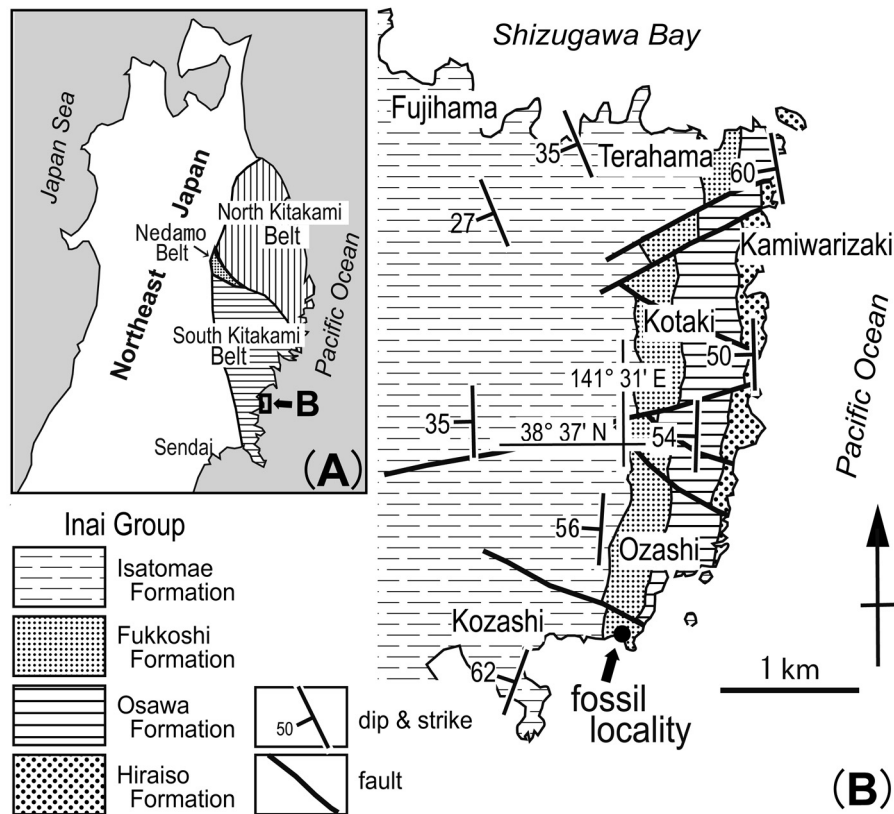 Japan Sea
Northeast Japan
North Kitakami
Belt
Nedamo
Belt
South Kitakami
Belt
Pacific Ocean
B
Sendai
(A)
Shizugawa Bay
Fujihama
35
Terahama
60
27
Kamiwarizaki
Kotaki
50
141° 31' E
35
38° 37' N
54
Pacific Ocean
56
Ozashi
Kozashi
62
fossil
locality
1 km
(B)
Inai Group
Isatomae
Formation
Fukkoshi
Formation
Osawa
Formation
Hiraiso
Formation
50
dip & strike
fault